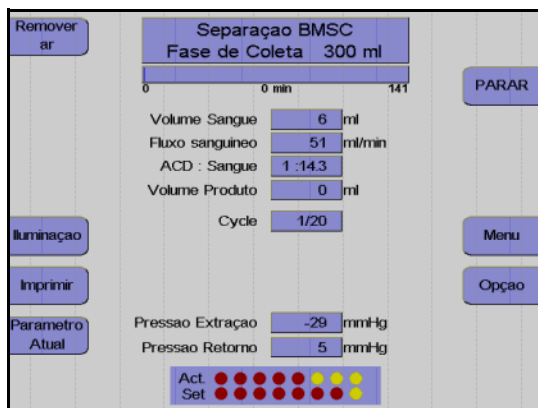 Remover
ar
Separaçao BMSC
Fase de Coleta 300 ml
0 0 min 141
PARAR
Volume Sangue 6 ml
Fluxo sanguineo 51 ml/min
ACD : Sangue 1 :14.3
Volume Produto 0 ml
Cycle 1/20
Iluminaçao
Menu
Imprimir
Opçao
Parametro
Atual
Pressao Extraçao -29 mmHg
Pressao Retorno 5 mmHg
Act.
Set